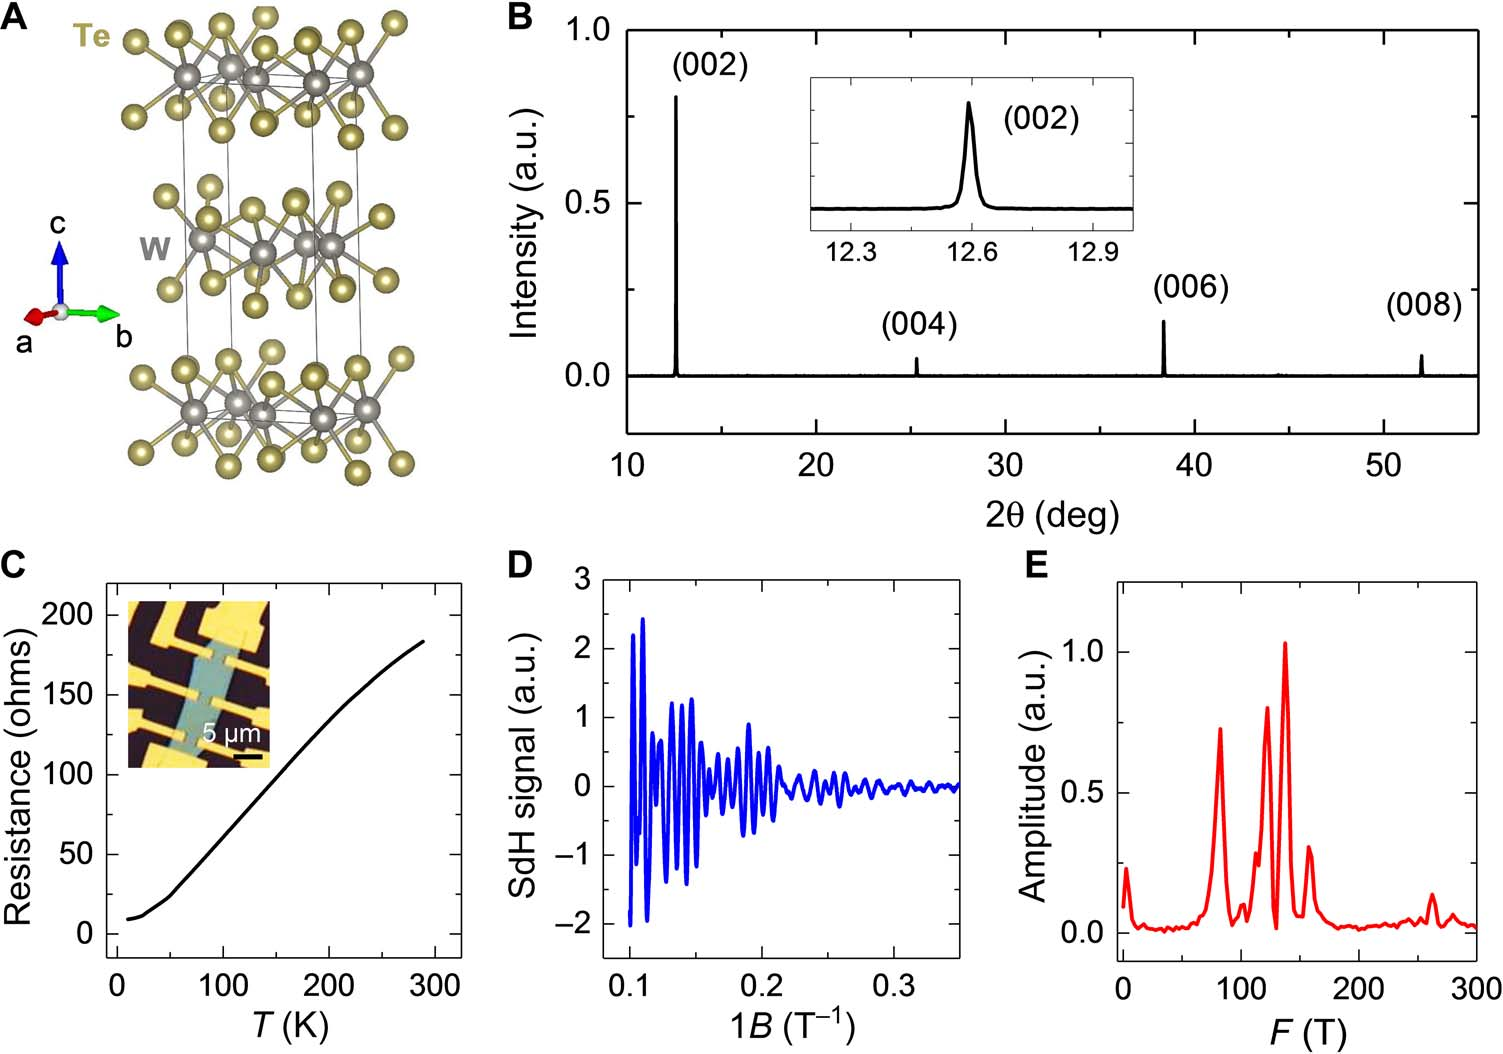 A
Te
W
c
a
b
B
1.0
0.5
0.0
Intensity (a.u.)
(002)
(002)
12.3 12.6 12.9
(004)
(006)
(008)
10 20 30 40 50
2θ (deg)
C
200
150
100
50
0
Resistance (ohms)
5 µm
0 100 200 300
T (K)
D
3
2
1
0
−1
−2
SdH signal (a.u.)
0.1 0.2 0.3
1B (T⁻¹)
E
1.0
0.5
0.0
Amplitude (a.u.)
0 100 200 300
F (T)